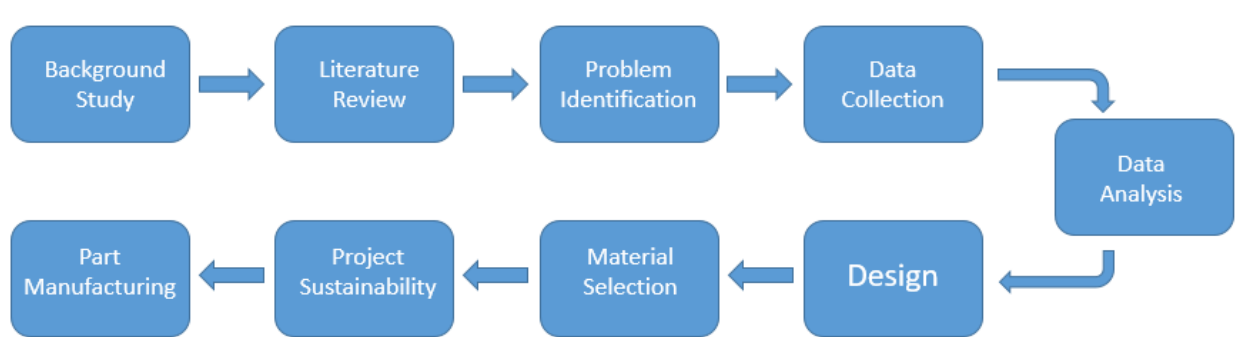 Background
Study
Literature
Review
Problem
Identification
Data
Collection
Data
Analysis
Design
Material
Selection
Project
Sustainability
Part
Manufacturing